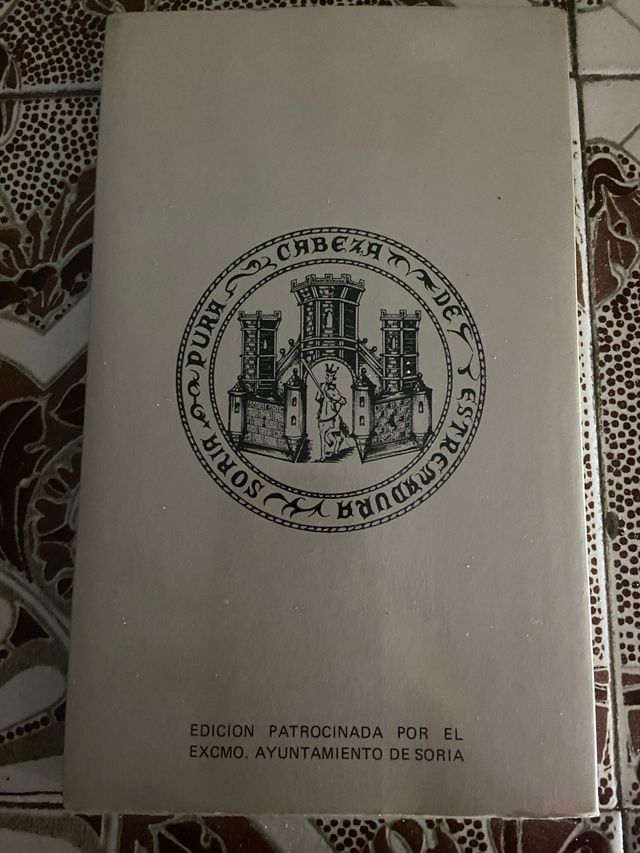 SORIA PURA CABEZA DE ESTREMADURA
EDICION PATROCINADA POR EL
EXCMO. AYUNTAMIENTO DE SORIA